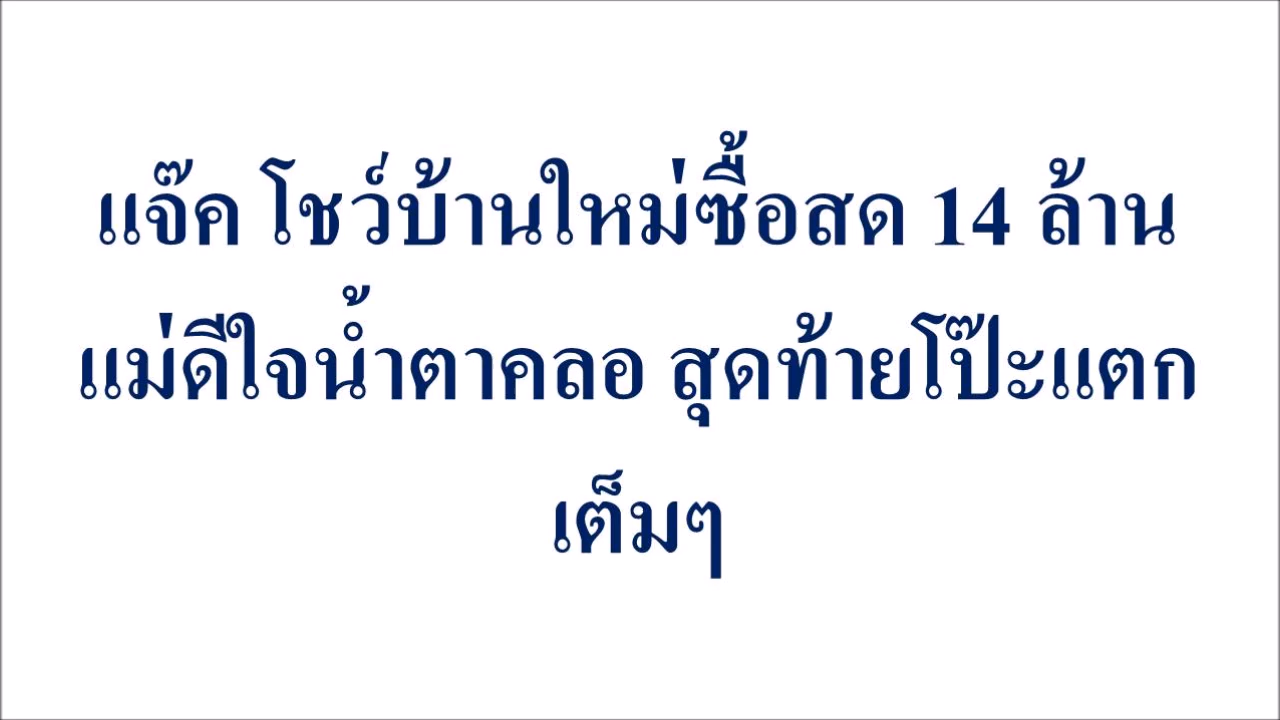 แจ๊ค โชว์บ้านใหม่ซื้อสด 14 ล้าน
แม่ดีใจน้ำตาคลอ สุดท้ายโป๊ะแตก
เต็มๆ